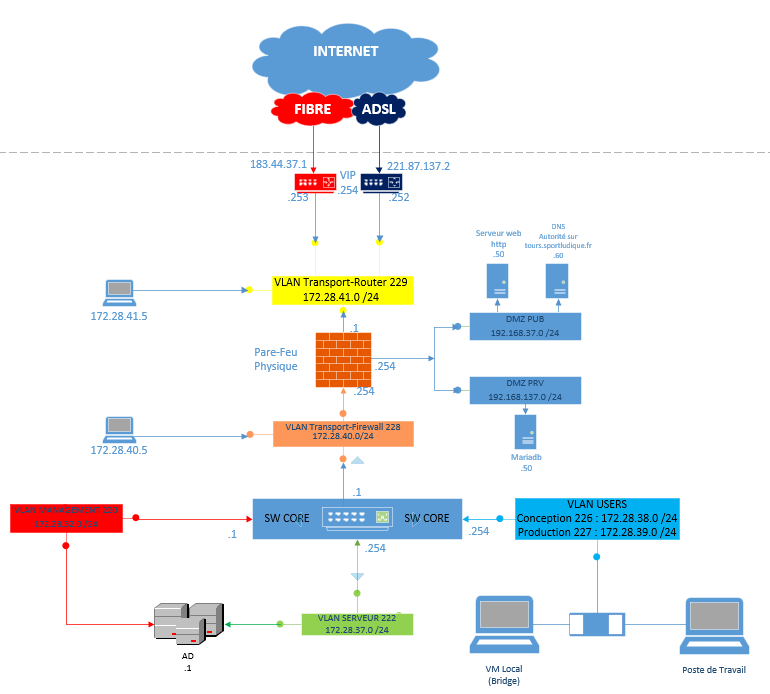 INTERNET
FIBRE
ADSL
183.44.37.1
221.87.137.2
VIP
.254
.253
.252
Serveur web
http
.50
DNS
Autorité sur
tours.sportludique.fr
.60
VLAN Transport-Router 229
172.28.41.0 /24
172.28.41.5
.1
DMZ PUB
192.168.37.0 /24
Pare-Feu
Physique
.254
.254
DMZ PRV
192.168.137.0 /24
VLAN Transport-Firewall 228
172.28.40.0/24
172.28.40.5
Mariadb
.50
.1
VLAN MANAGEMENT
/24
SW CORE
SW CORE
VLAN USERS
Conception 226 : 172.28.38.0 /24
Production 227 : 172.28.39.0 /24
.1
.254
.254
VLAN SERVEUR 222
172.28.37.0 /24
AD
.1
VM Local
(Bridge)
Poste de Travail